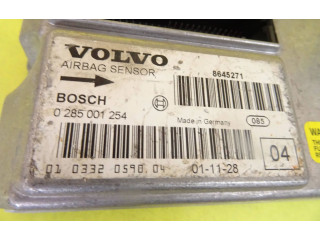 VOLVO
AIRBAG SENSOR
8645271
BOSCH
0 285 001 254
Made in Germany
085
04
01 0332 0590 04
01-11-28